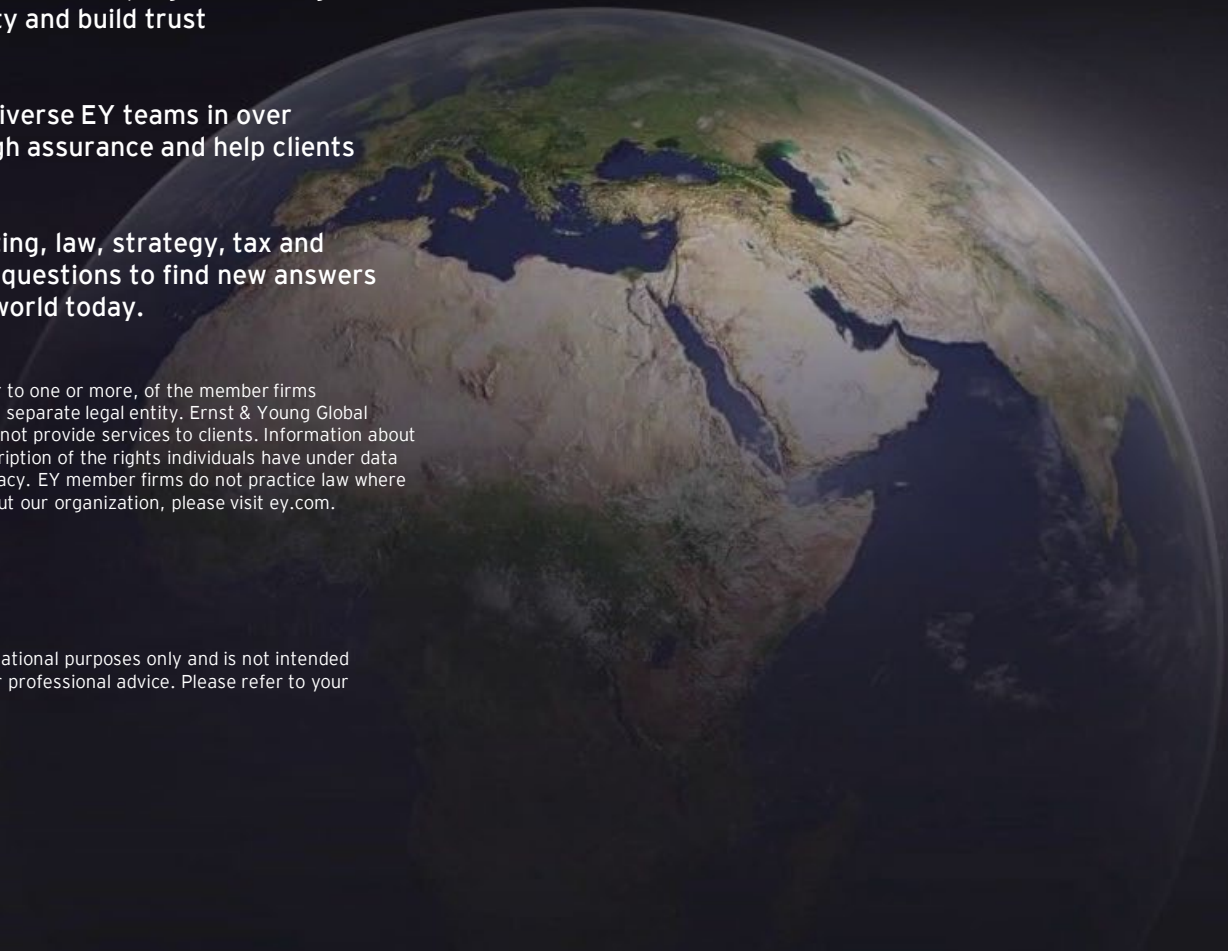 ty and build trust
iverse EY teams in over
gh assurance and help clients
ing, law, strategy, tax and
questions to find new answers
world today.
r to one or more, of the member firms
separate legal entity. Ernst & Young Global
not provide services to clients. Information about
ription of the rights individuals have under data
acy. EY member firms do not practice law where
ut our organization, please visit ey.com.
ational purposes only and is not intended
r professional advice. Please refer to your